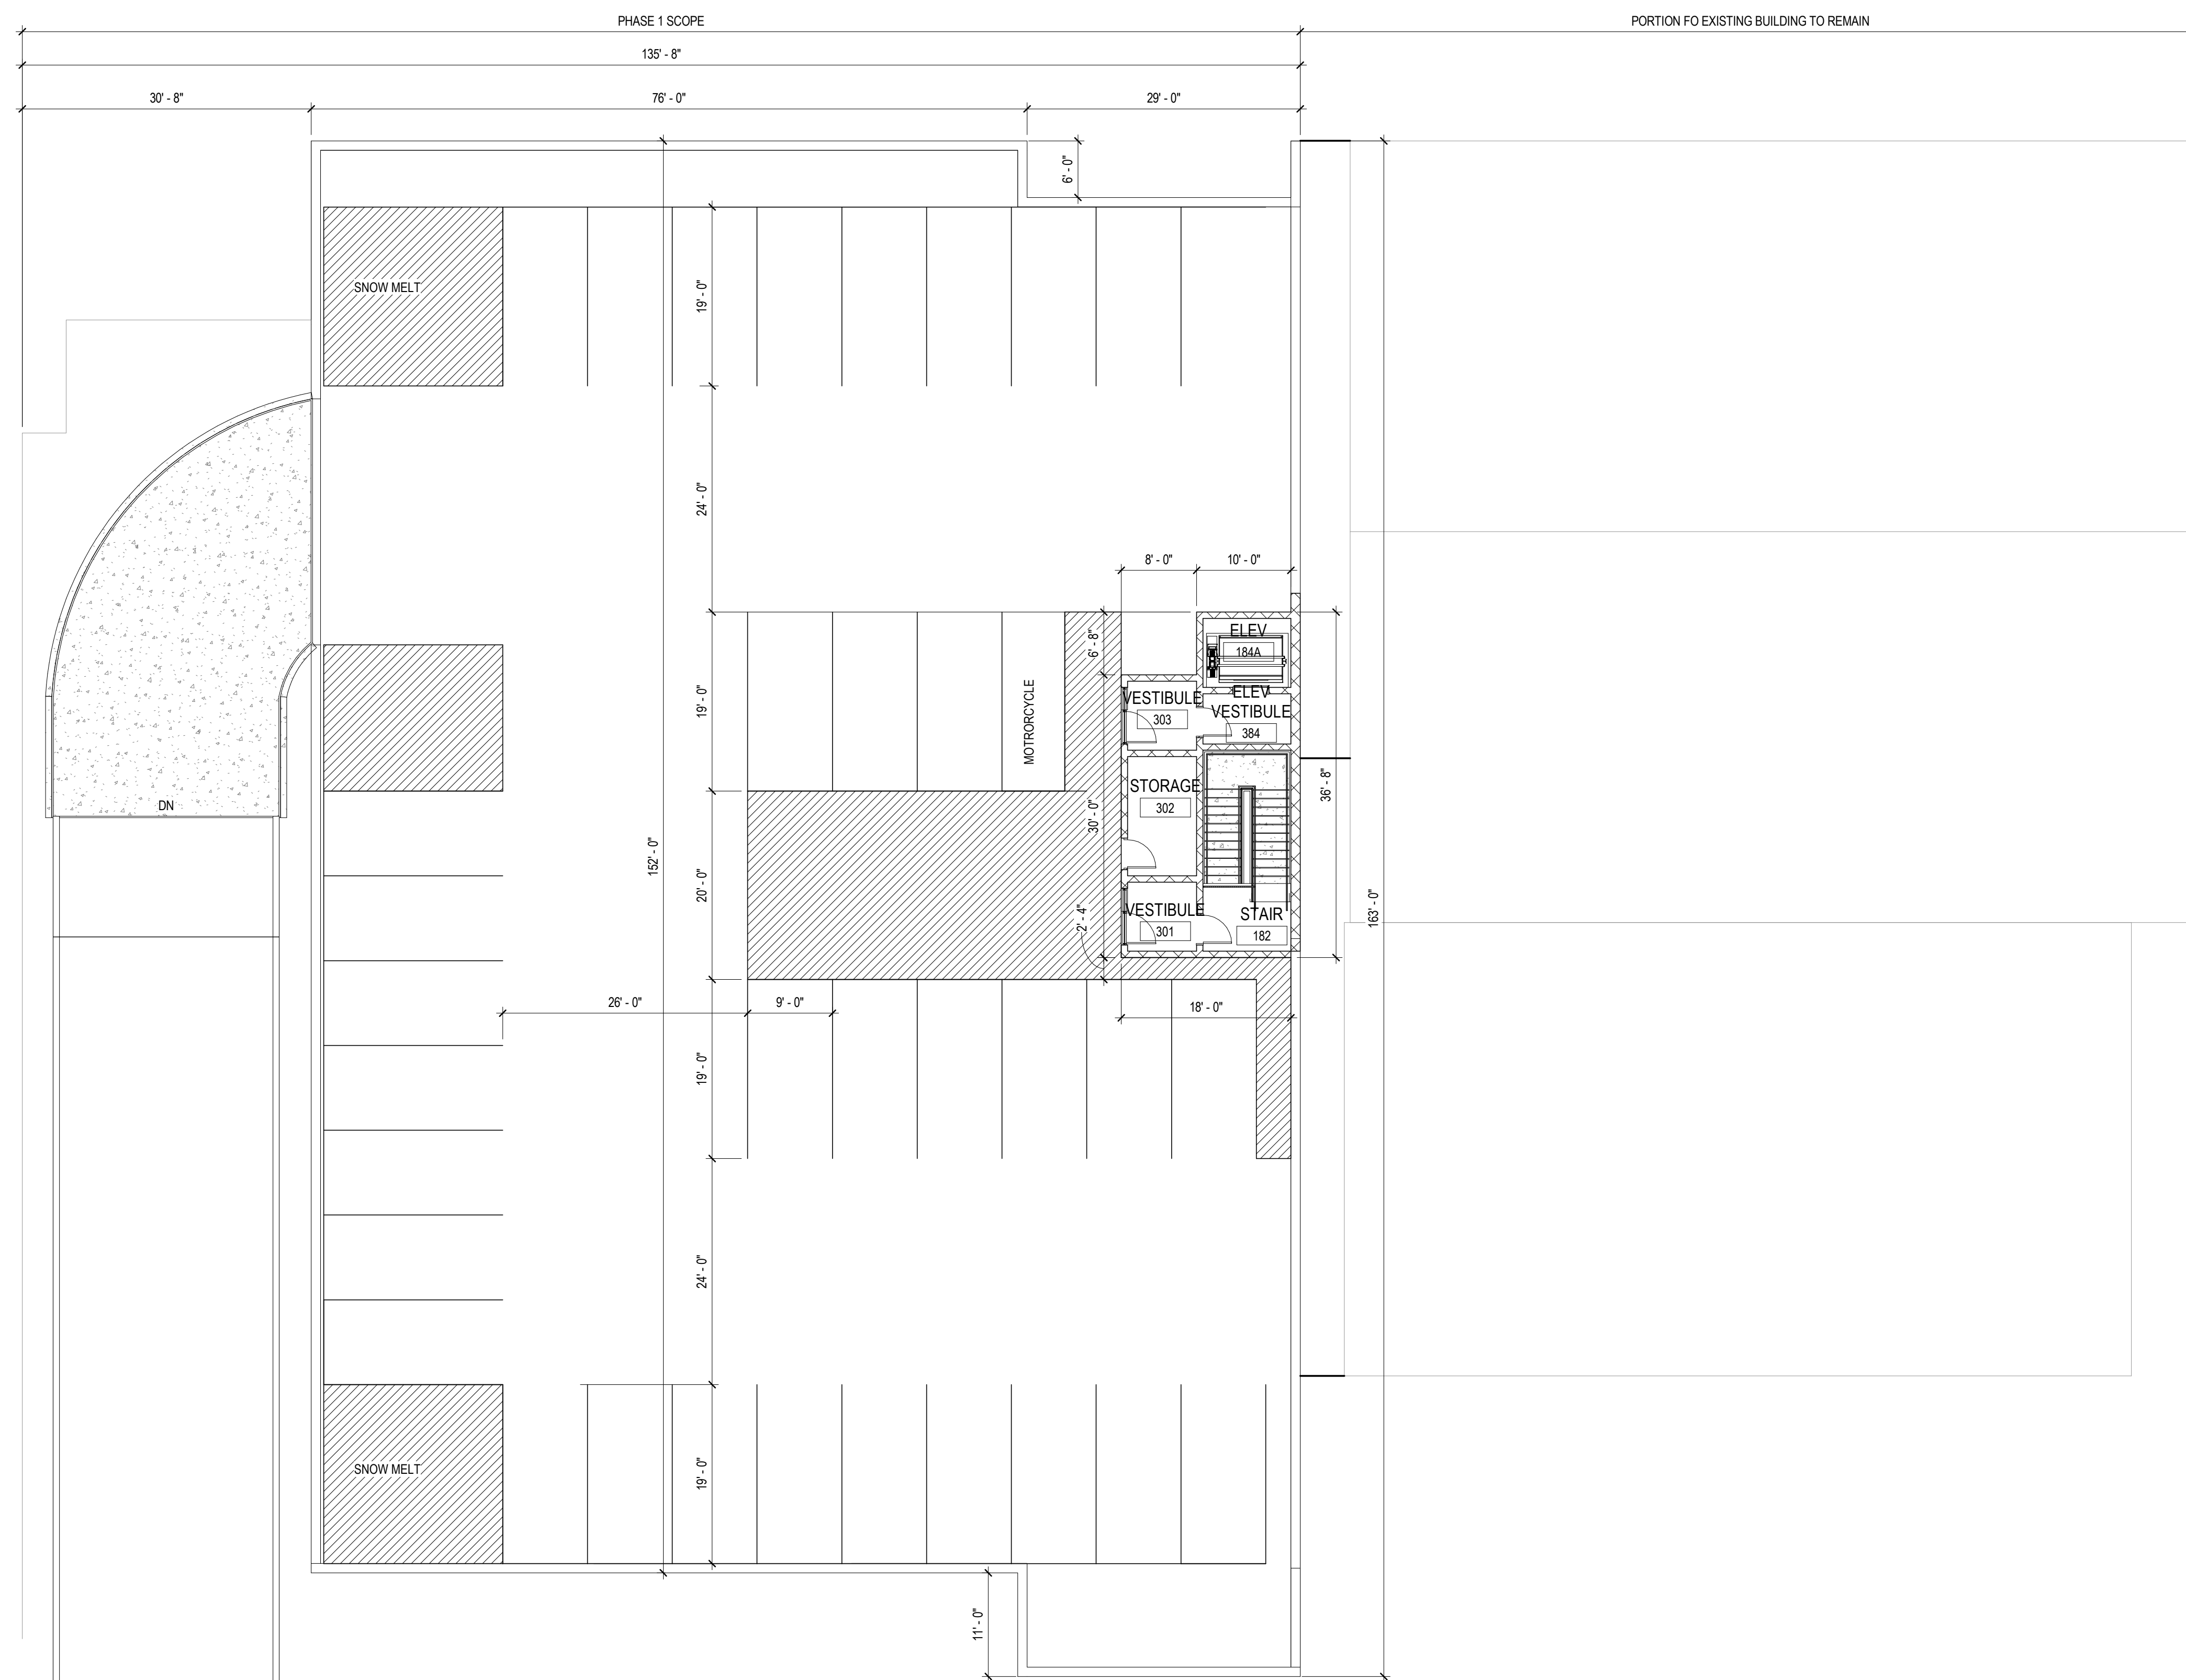 PHASE 1 SCOPE
PORTION FO EXISTING BUILDING TO REMAIN
135' - 8"
30' - 8"
76' - 0"
29' - 0"
6' - 0"
SNOW MELT
19' - 0"
24' - 0"
8' - 0"
10' - 0"
ELEV
184A
6' - 8"
19' - 0"
MOTRORCYCLE
VESTIBULE
303
ELEV
VESTIBULE
384
36' - 8"
STORAGE
302
DN
30' - 0"
152' - 0"
20' - 0"
2' - 4"
VESTIBULE
301
STAIR
182
163' - 0"
26' - 0"
9' - 0"
18' - 0"
19' - 0"
24' - 0"
SNOW MELT
19' - 0"
11' - 0"